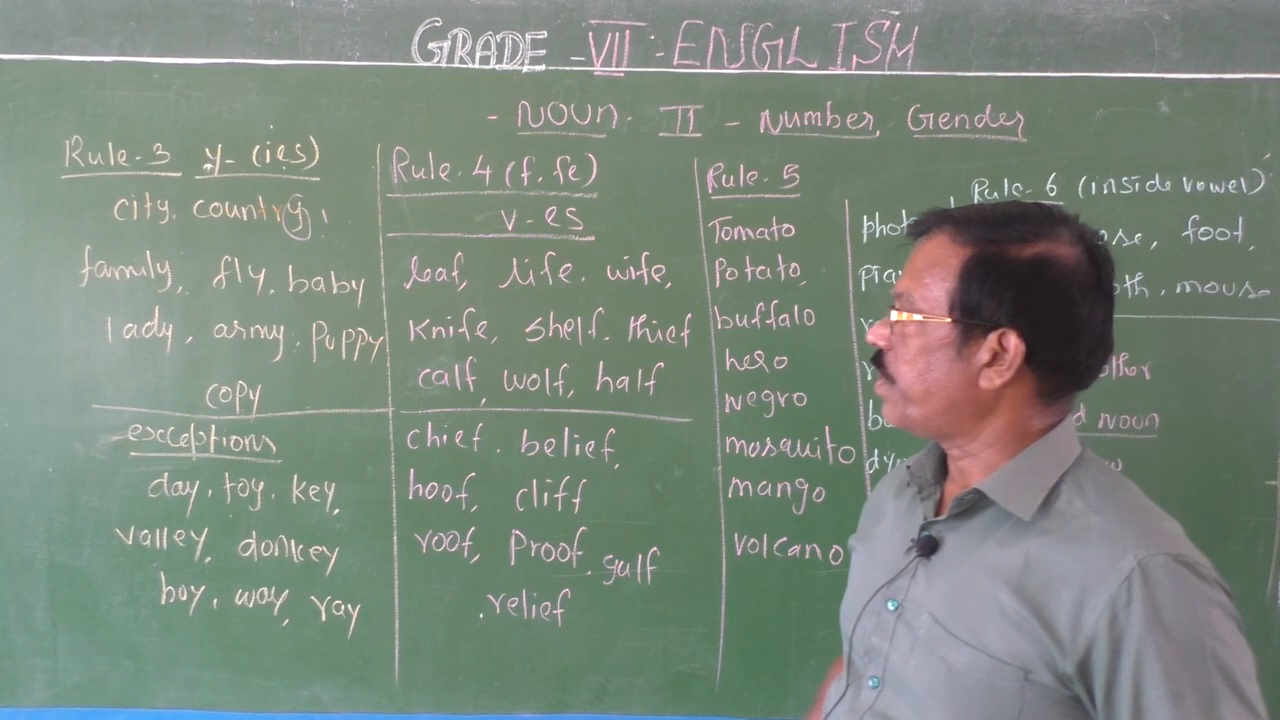 GRADE - VII - ENGLISH
- NOUN. II - Number, Gender
Rule. 3 y- (ies)
city, country,
family, fly, baby
lady, army, puppy
copy
exceptions
day, toy, key,
valley, donkey
boy, way, ray
Rule. 4 (f. fe)
v - es
leaf, life, wife,
Knife, shelf. thief
calf, wolf, half
chief. belief,
hoof, cliff
roof, proof, gulf
relief
Rule. 5
Tomato
Potato,
buffalo
hero
negro
mosquito
mango
volcano
Rule- 6 (inside vowel)
foot,
mouse
noun